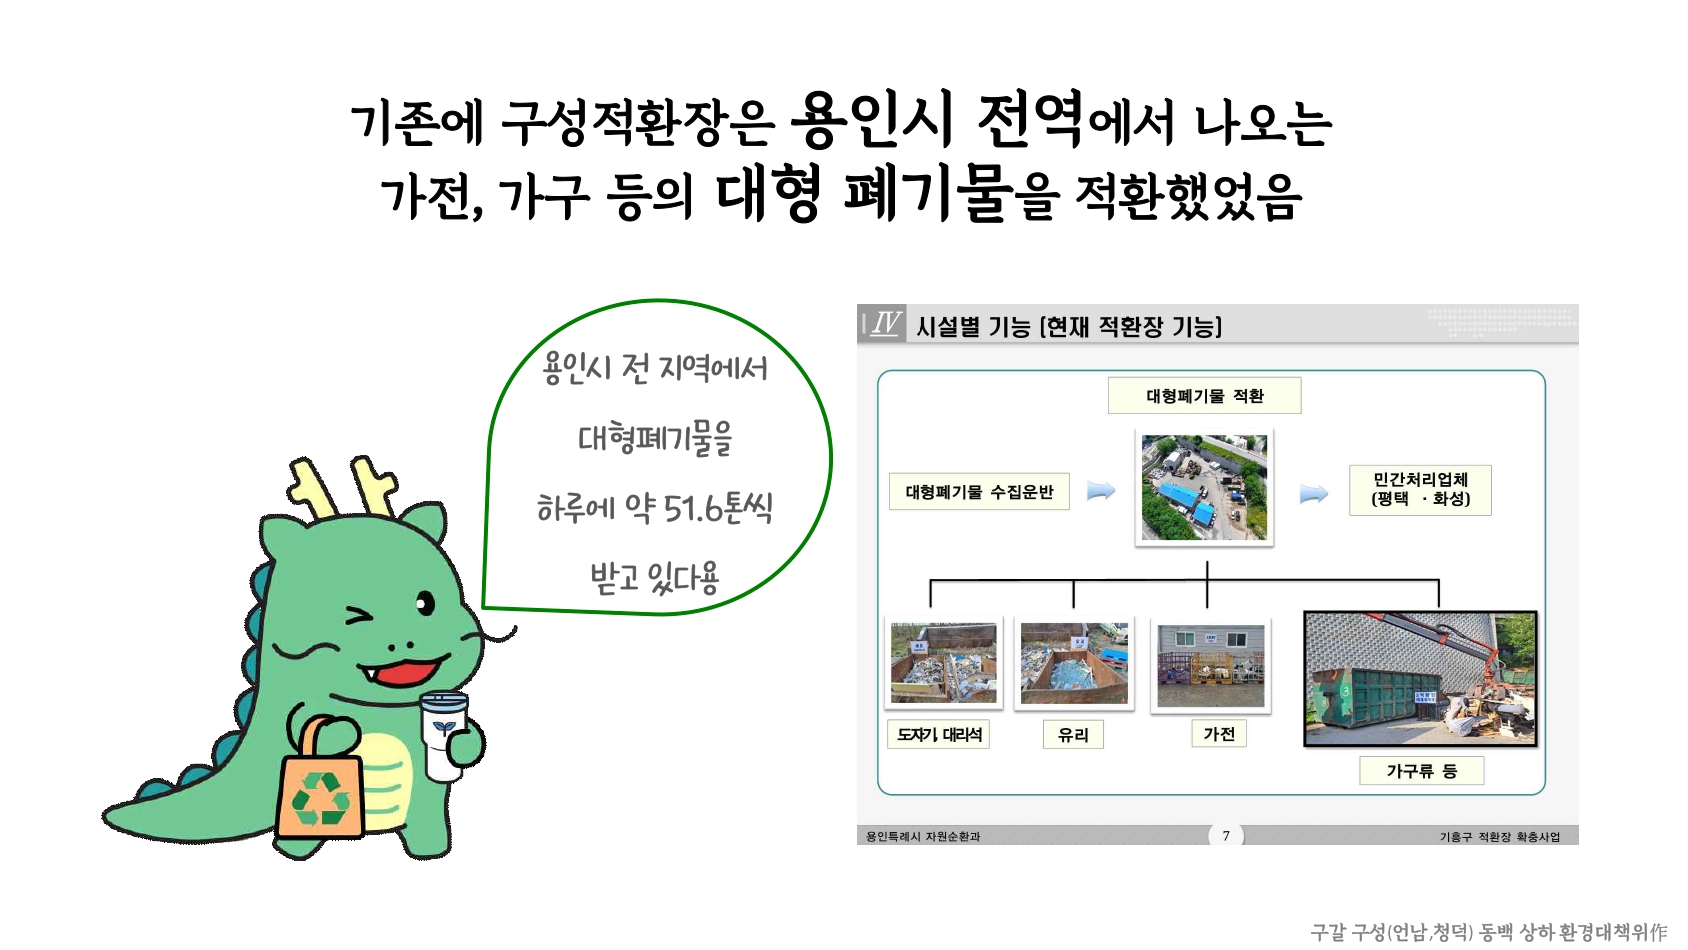 기존에 구성적환장은 용인시 전역에서 나오는
가전, 가구 등의 대형 폐기물을 적환했었음
용인시 전 지역에서
대형폐기물을
하루에 약 51.6톤씩
받고 있다용
Ⅳ 시설별 기능 [현재 적환장 기능]
대형폐기물 적환
대형폐기물 수집운반
민간처리업체
(평택 · 화성)
도자기, 대리석
유리
가전
가구류 등
용인특례시 자원순환과
7
기흥구 적환장 확충사업
구갈 구성(언남,청덕) 동백 상하 환경대책위作